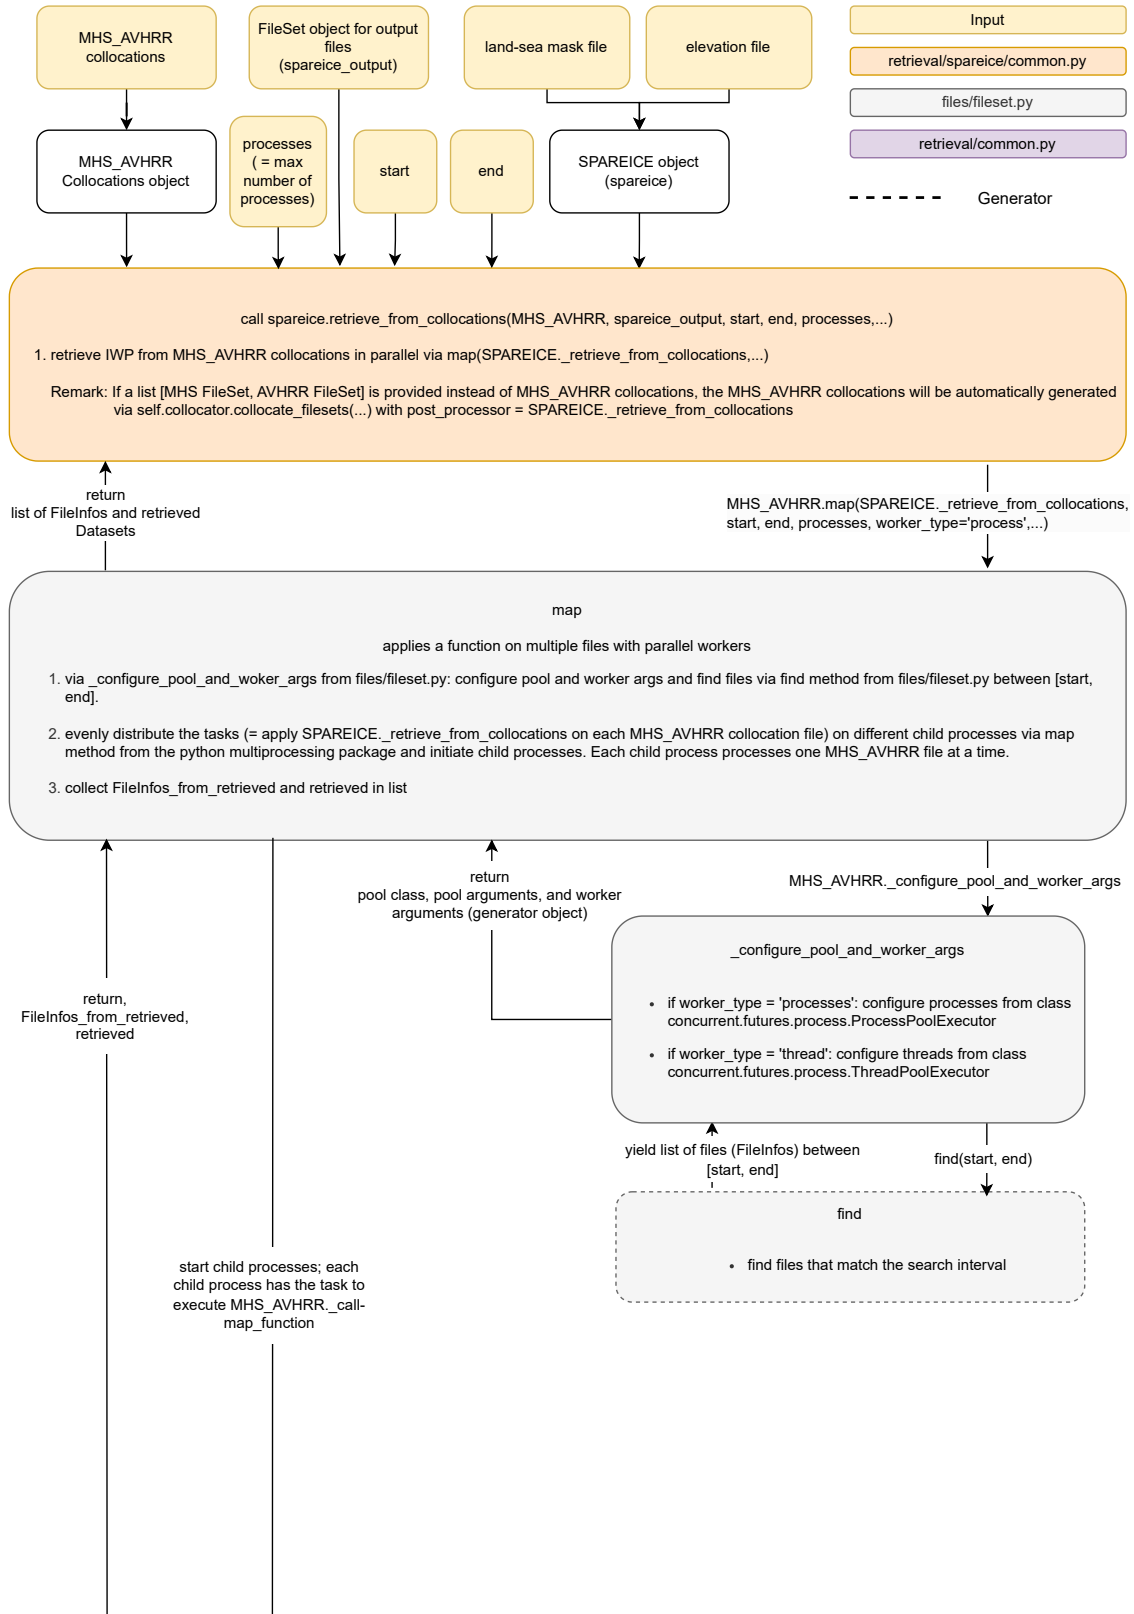 MHS_AVHRR
collocations
FileSet object for output
files
(spareice_output)
land-sea mask file
elevation file
Input
retrieval/spareice/common.py
files/fileset.py
retrieval/common.py
Generator
MHS_AVHRR
Collocations object
processes
( = max
number of
processes)
start
end
SPAREICE object
(spareice)
call spareice.retrieve_from_collocations(MHS_AVHRR, spareice_output, start, end, processes,...)
1. retrieve IWP from MHS_AVHRR collocations in parallel via map(SPAREICE._retrieve_from_collocations,...)
Remark: If a list [MHS FileSet, AVHRR FileSet] is provided instead of MHS_AVHRR collocations, the MHS_AVHRR collocations will be automatically generated
via self.collocator.collocate_filesets(...) with post_processor = SPAREICE._retrieve_from_collocations
return
list of FileInfos and retrieved
Datasets
MHS_AVHRR.map(SPAREICE._retrieve_from_collocations,
start, end, processes, worker_type='process',...)
map
applies a function on multiple files with parallel workers
1. via _configure_pool_and_woker_args from files/fileset.py: configure pool and worker args and find files via find method from files/fileset.py between [start,
end].
2. evenly distribute the tasks (= apply SPAREICE._retrieve_from_collocations on each MHS_AVHRR collocation file) on different child processes via map
method from the python multiprocessing package and initiate child processes. Each child process processes one MHS_AVHRR file at a time.
3. collect FileInfos_from_retrieved and retrieved in list
return
pool class, pool arguments, and worker
arguments (generator object)
MHS_AVHRR._configure_pool_and_worker_args
_configure_pool_and_worker_args
• if worker_type = 'processes': configure processes from class
concurrent.futures.process.ProcessPoolExecutor
• if worker_type = 'thread': configure threads from class
concurrent.futures.process.ThreadPoolExecutor
return,
FileInfos_from_retrieved,
retrieved
yield list of files (FileInfos) between
[start, end]
find(start, end)
find
• find files that match the search interval
start child processes; each
child process has the task to
execute MHS_AVHRR._call-
map_function